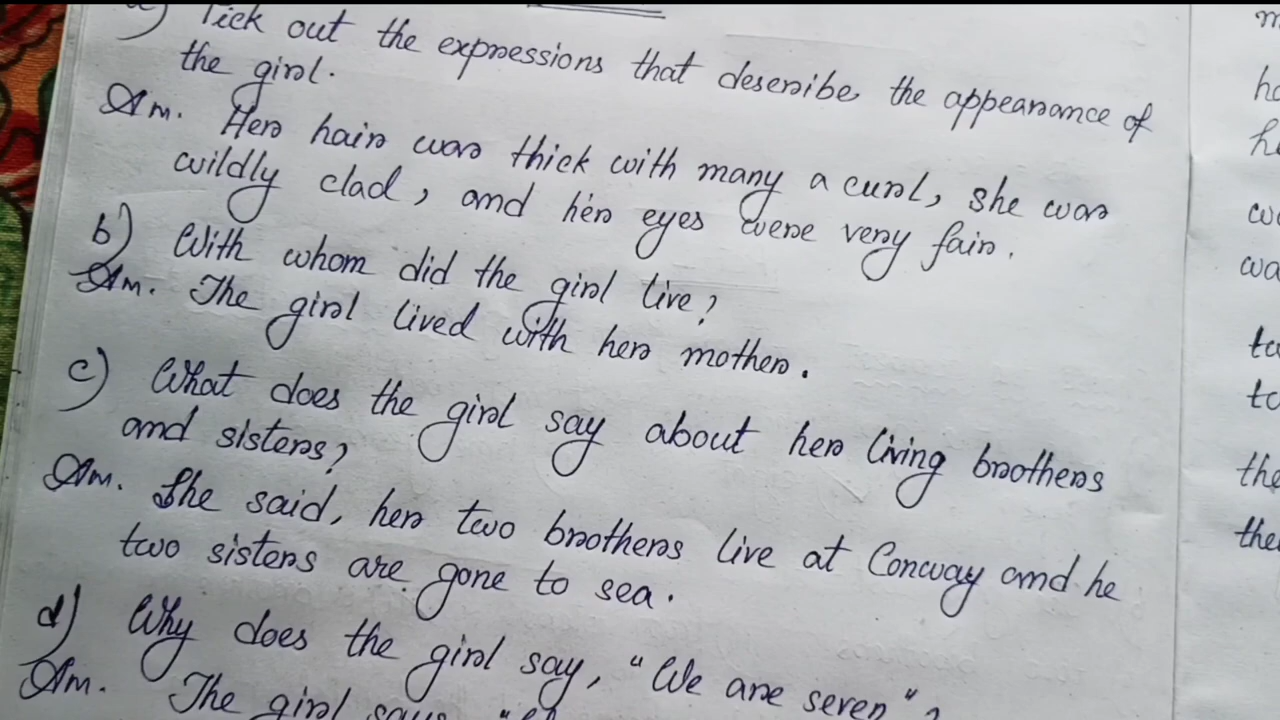 a) Pick out the expressions that describe the appearance of
the girl.
Ans. Her hair was thick with many a curl, she was
wildly clad, and her eyes were very fair.
b) With whom did the girl live?
Ans. The girl lived with her mother.
c) What does the girl say about her living brothers
and sisters?
Ans. She said, her two brothers live at Conway and he
two sisters are gone to sea.
d) Why does the girl say, "We are seven"?
Ans. The girl says
the